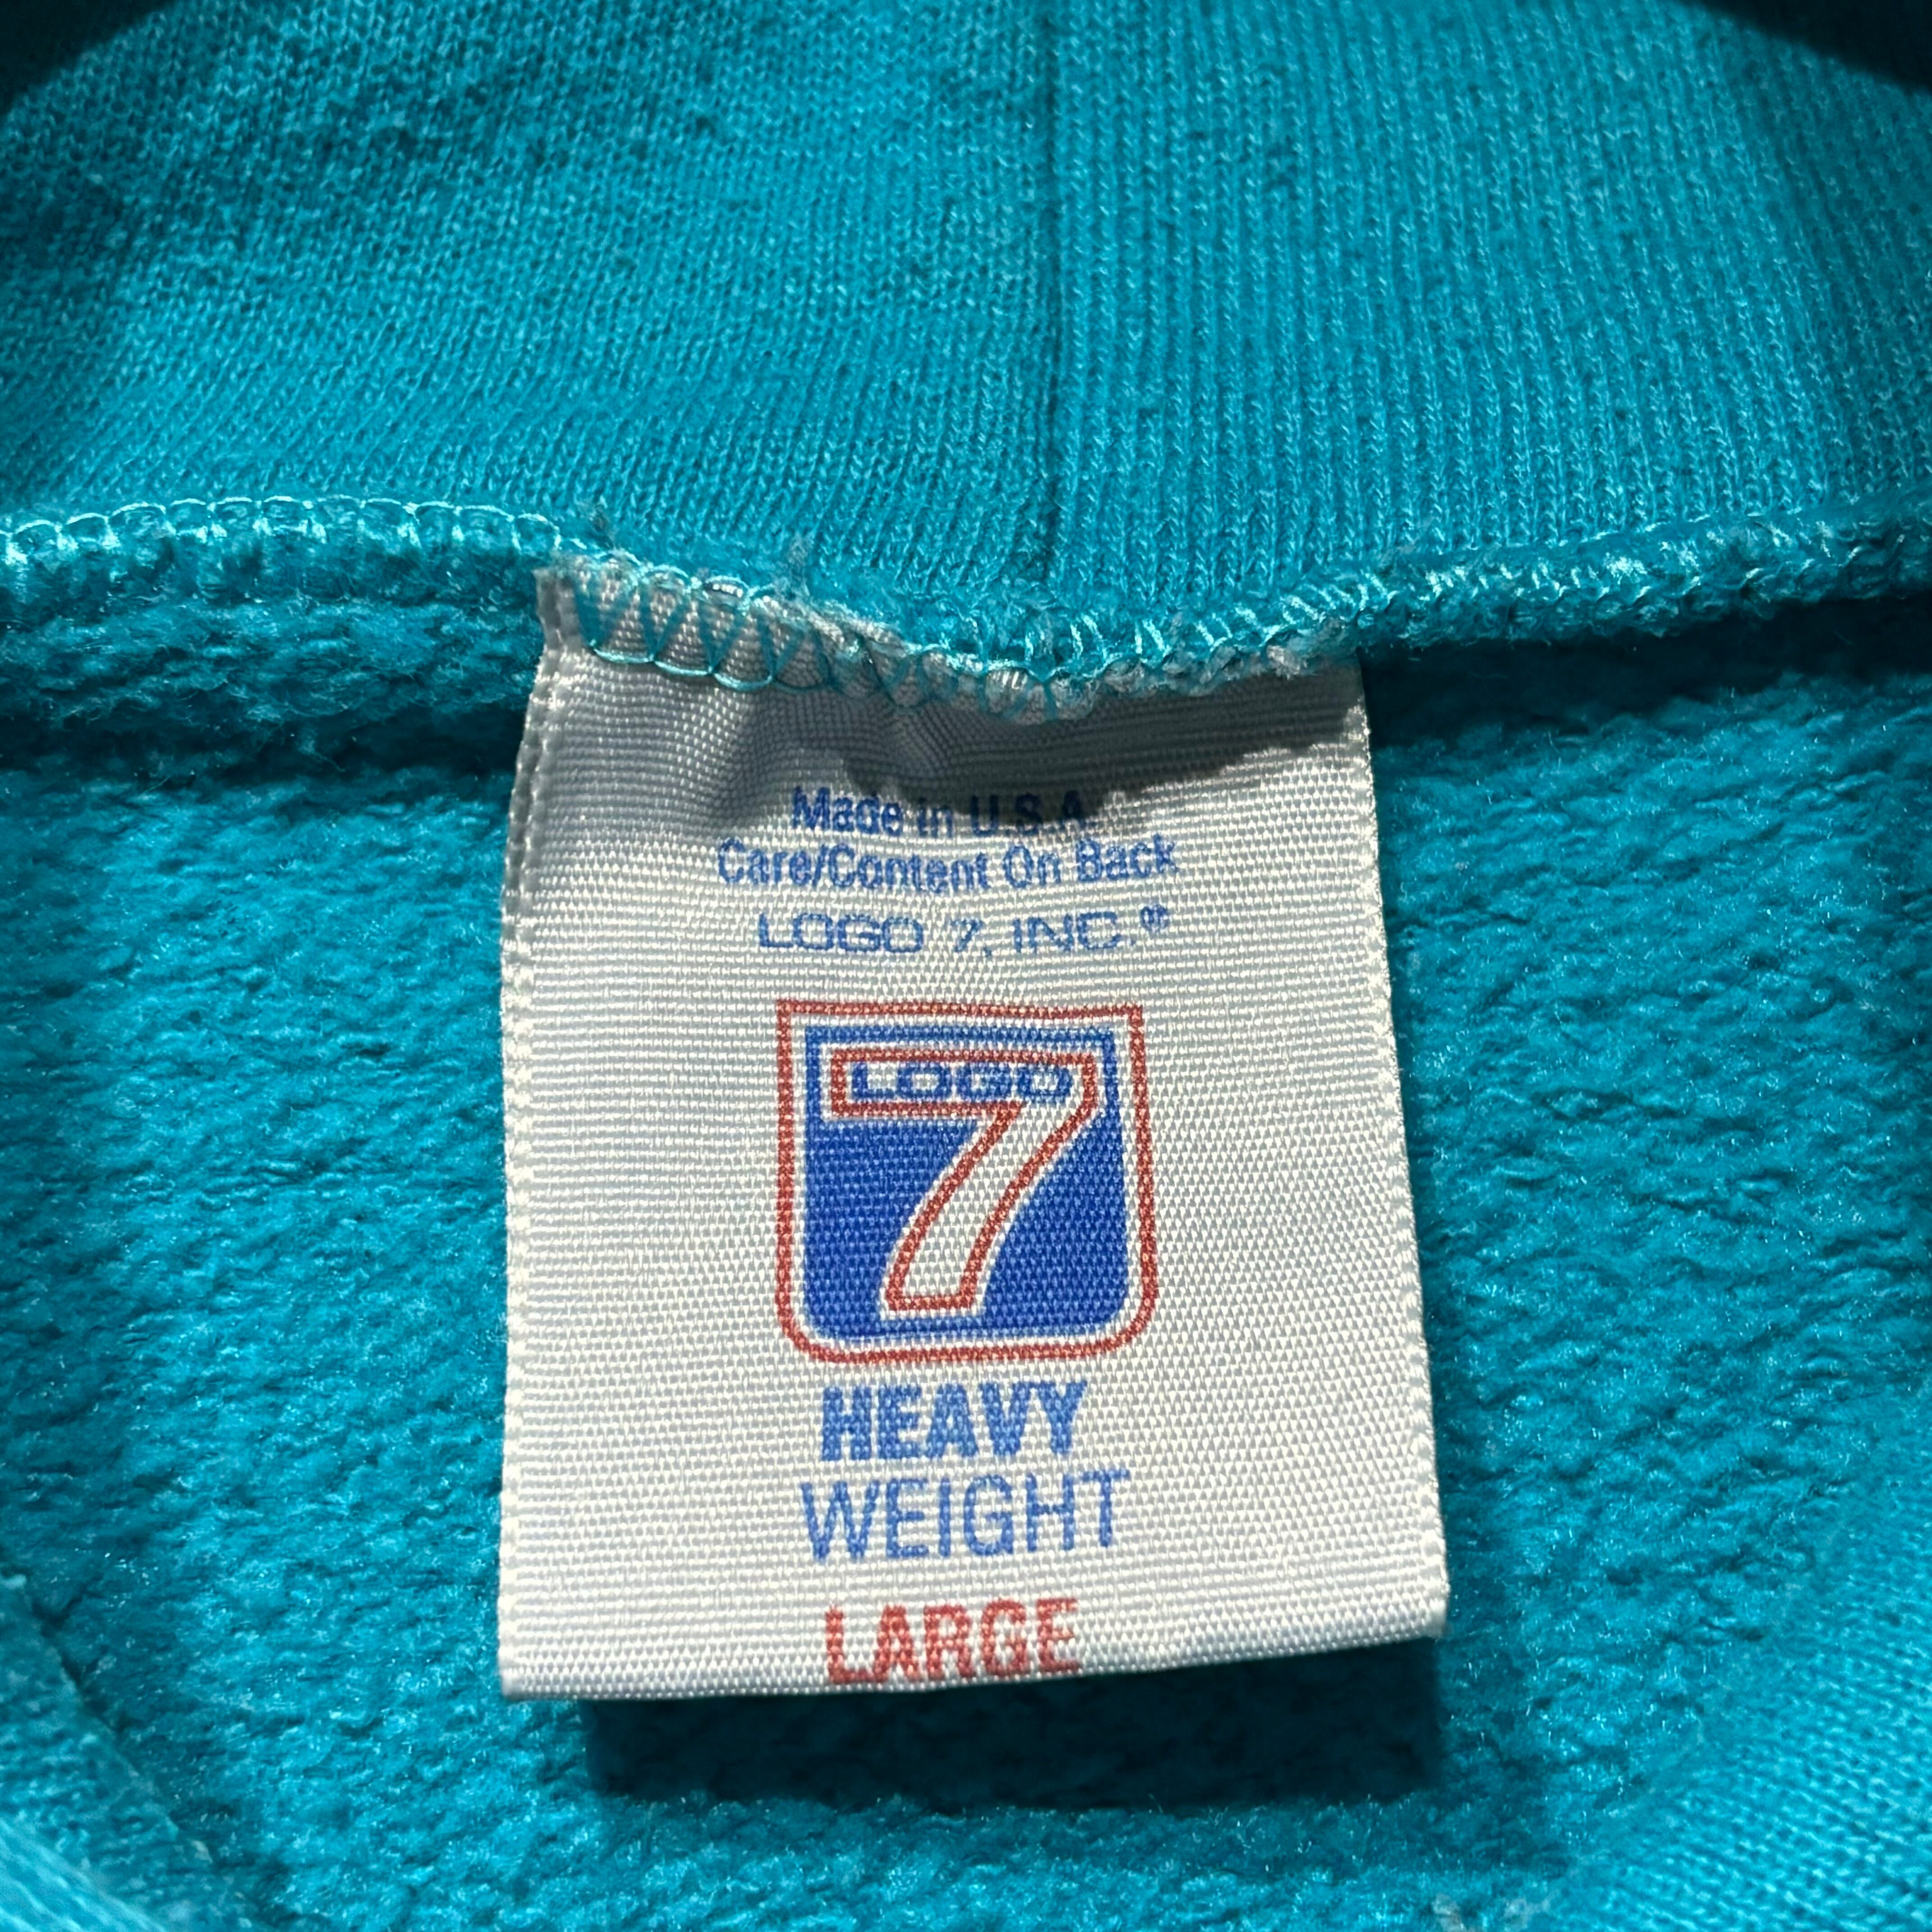 Made in U.S.A.
Care/Content On Back
LOGO 7, INC.®
LOGO
7
HEAVY
WEIGHT
LARGE